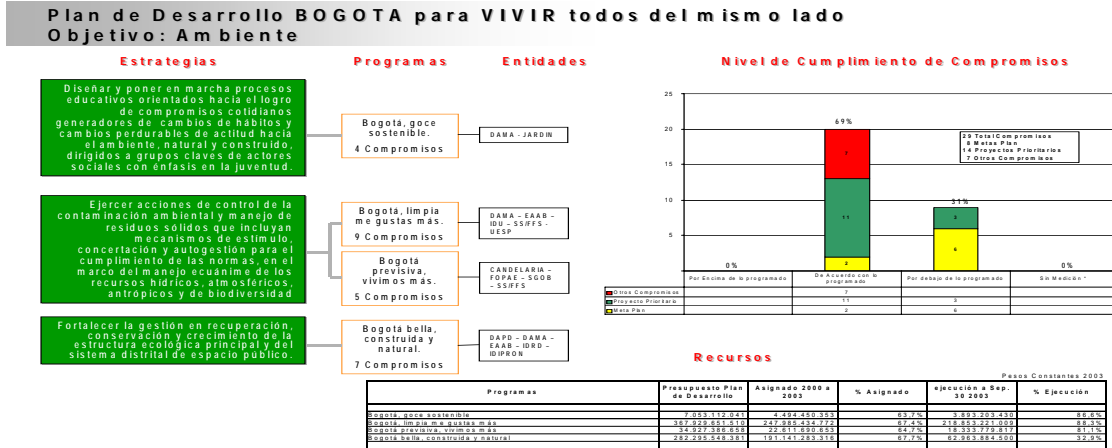 Plan de Desarrollo BOGOTA para VIVIR todos del mismo lado
Objetivo: Ambiente
Estrategias
Programas
Entidades
Diseñar y poner en marcha procesos
educativos orientados hacia el logro
de compromisos cotidianos
generadores de cambios de hábitos y
cambios perdurables de actitud hacia
el ambiente, natural y construido,
dirigidos a grupos claves de actores
sociales con énfasis en la juventud.
Bogotá, goce
sostenible.
4 Compromisos
DAMA - JARDIN
Ejercer acciones de control de la
contaminación ambiental y manejo de
residuos sólidos que incluyan
mecanismos de estímulo,
concertación y autogestión para el
cumplimiento de las normas, en el
marco del manejo ecuánime de los
recursos hídricos, atmosféricos,
antrópicos y de biodiversidad
Bogotá, limpia
me gustas más.
9 Compromisos
DAMA – EAAB –
IDU – SS/FFS -
UESP
Bogotá
previsiva,
vivimos más.
5 Compromisos
CANDELARIA –
FOPAE – SGOB
– SS/FFS
Fortalecer la gestión en recuperación,
conservación y crecimiento de la
estructura ecológica principal y del
sistema distrital de espacio público.
Bogotá bella,
construida y
natural.
7 Compromisos
DAPD – DAMA –
EAAB – IDRD –
IDIPRON
Nivel de Cumplimiento de Compromisos
25
20
15
10
5
0%
69%
7
11
2
31%
3
6
0%
29 Total Compromisos
8 Metas Plan
14 Proyectos Prioritarios
7 Otros Compromisos
Por Encima de lo programado
De Acuerdo con lo
programado
Por debajo de lo programado
Sin Medición *
Otros Compromisos 7
Proyecto Prioritario 11 3
Meta Plan 2 6
Recursos
Pesos Constantes 2003
Programas Presupuesto Plan de Desarrollo Asignado 2000 a 2003 % Asignado ejecución a Sep. 30 2003 % Ejecución
Bogotá, goce sostenible 7.053.112.041 4.494.450.353 63,7% 3.893.203.430 86,6%
Bogotá, limpia me gustas más 367.929.651.510 247.985.434.772 67,4% 218.853.221.009 88,3%
Bogotá previsiva, vivimos más 34.927.386.658 22.611.690.653 64,7% 18.333.779.817 81,1%
Bogotá bella, construida y natural 282.295.548.381 191.141.283.316 67,7% 62.963.884.500 32,9%